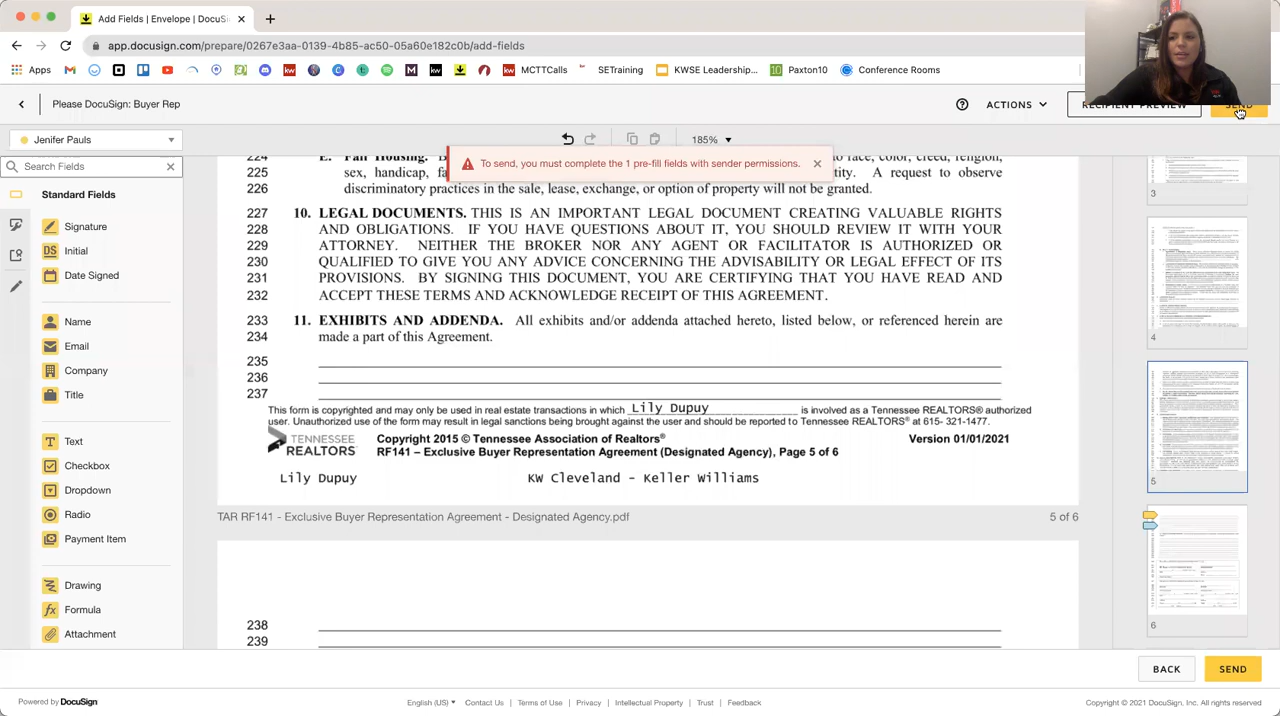 Add Fields | Envelope | DocuSi
app.docusign.com/prepare/0267e3aa-0139-4b85-ac50-05a60e182c0b/add-fields
Apps MCTTCalls SETraining KWSE Leadership... Paxton10 Conference Rooms
Please DocuSign: Buyer Rep
ACTIONS RECIPIENT PREVIEW SEND
Jenifer Pauls
185%
Search Fields
To send, you must complete the 1 pre-fill fields with sender permissions.
Standard Fields
Signature
Initial
Date Signed
Name
Email
Company
Title
Text
Checkbox
Dropdown
Radio
Payment Item
Drawing
Formula
Attachment
224 E. Fair Housing. race, color, creed, religion,
225 sex, handicap, y. A request to observe
226 discriminatory practices in the sale, lease, exchange or option of property will not be granted.
227 10. LEGAL DOCUMENTS. THIS IS AN IMPORTANT LEGAL DOCUMENT CREATING VALUABLE RIGHTS
228 AND OBLIGATIONS. IF YOU HAVE QUESTIONS ABOUT IT, YOU SHOULD REVIEW IT WITH YOUR
229 ATTORNEY. NEITHER THE BROKER NOR ANY AGENT OR FACILITATOR IS AUTHORIZED OR
230 QUALIFIED TO GIVE YOU ANY ADVICE CONCERNING THE ADVISABILITY OR LEGAL EFFECT OF ITS
231 PROVISIONS. BY SIGNING THIS AGREEMENT, YOU ARE CERTIFYING THAT YOU HAVE READ AND
232 ACCEPT THESE TERMS AND ACKNOWLEDGE RECEIPT OF THIS AGREEMENT.
233 11. EXHIBITS AND ADDENDA. All exhibits and/or addenda attached hereto, listed below, or referenced herein are
234 made a part of this Agreement.
235
236
237
This form is copyrighted and may only be used in real estate transactions in which Lily Dupuy is involved as a Tennessee REALTORS® authorized
user. Unauthorized use of the form may result in legal sanctions being brought against the user and should be reported to Tennessee REALTORS® at 615-321-1477.
TENNESSEE
REALTORS
Copyright 2015 © Tennessee Association of Realtors®
RF141 – Exclusive Buyer Representation Agreement (Designated Agency), Page 5 of 6
/01/2021
Lily Dupuy KW Cleveland - Keller Williams
TAR RF141 - Exclusive Buyer Representation Agreement - Designated Agency.pdf 5 of 6
238
239
3
4
5
6
BACK SEND
Powered by DocuSign
English (US) Contact Us Terms of Use Privacy Intellectual Property Trust Feedback
Copyright © 2021 DocuSign, Inc. All rights reserved